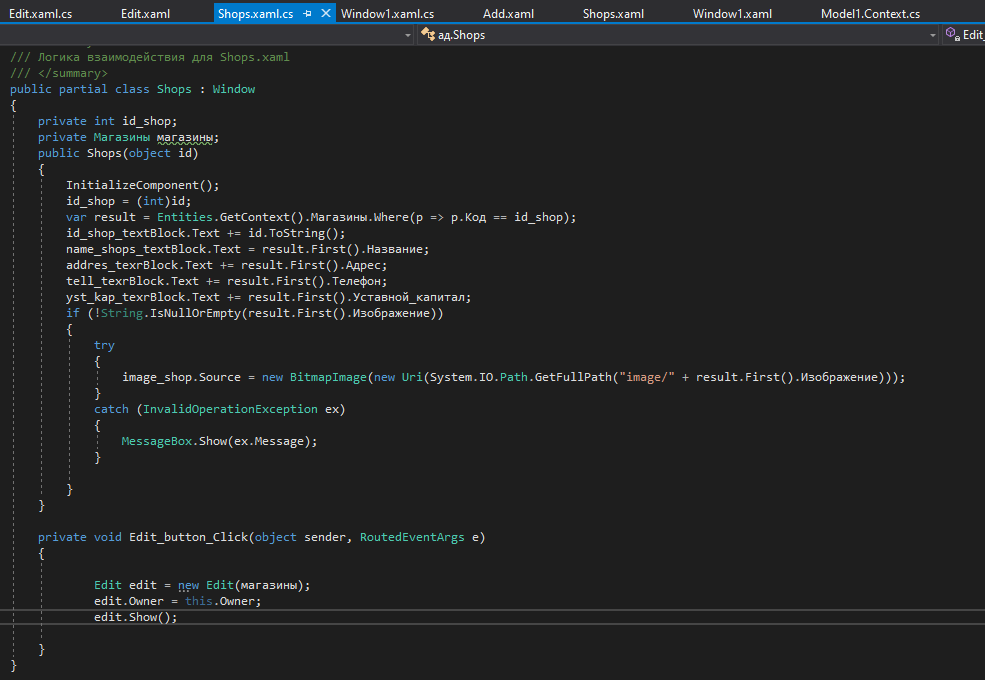 Edit.xaml.cs Edit.xaml Shops.xaml.cs Window1.xaml.cs Add.xaml Shops.xaml Window1.xaml Model1.Context.cs
ад.Shops Edit_
/// Логика взаимодействия для Shops.xaml
/// </summary>
public partial class Shops : Window
{
private int id_shop;
private Магазины магазины;
public Shops(object id)
{
InitializeComponent();
id_shop = (int)id;
var result = Entities.GetContext().Магазины.Where(p => p.Код == id_shop);
id_shop_textBlock.Text += id.ToString();
name_shops_textBlock.Text = result.First().Название;
addres_texrBlock.Text += result.First().Адрес;
tell_texrBlock.Text += result.First().Телефон;
yst_kap_texrBlock.Text += result.First().Уставной_капитал;
if (!String.IsNullOrEmpty(result.First().Изображение))
{
try
{
image_shop.Source = new BitmapImage(new Uri(System.IO.Path.GetFullPath("image/" + result.First().Изображение)));
}
catch (InvalidOperationException ex)
{
MessageBox.Show(ex.Message);
}
}
}
private void Edit_button_Click(object sender, RoutedEventArgs e)
{
Edit edit = new Edit(магазины);
edit.Owner = this.Owner;
edit.Show();
}
}